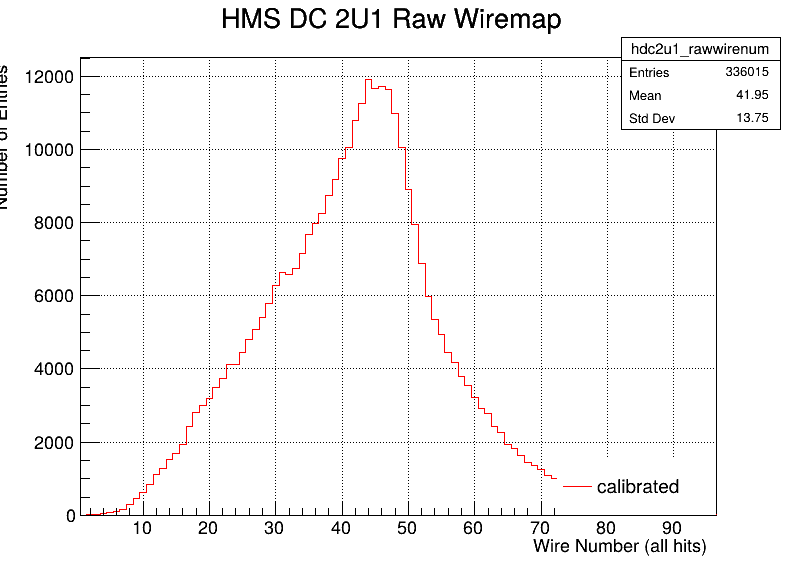 HMS DC 2U1 Raw Wiremap
hdc2u1_rawwirenum
Entries 336015
Mean 41.95
Std Dev 13.75
Number of Entries
12000
10000
8000
6000
4000
2000
0
calibrated
10 20 30 40 50 60 70 80 90
Wire Number (all hits)